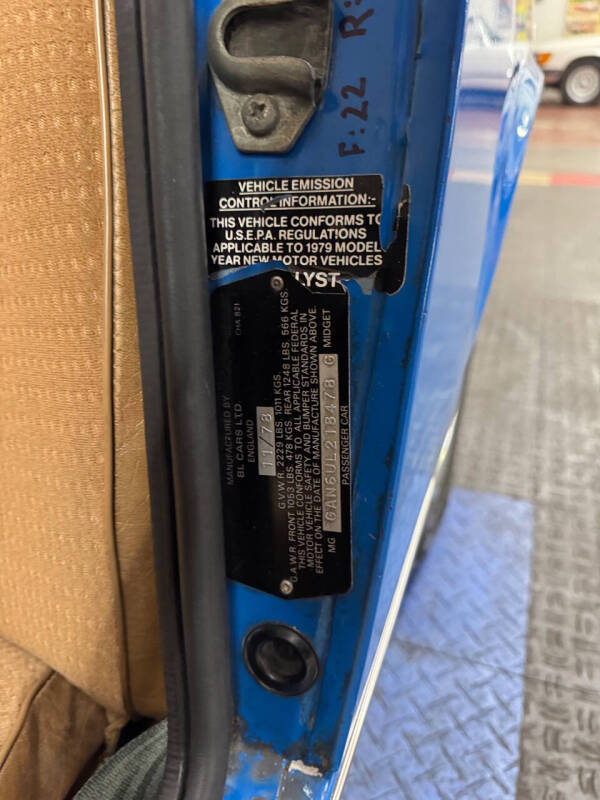 F: 22 R:
VEHICLE EMISSION
CONTROL INFORMATION:-
THIS VEHICLE CONFORMS TO
U.S.E.P.A. REGULATIONS
APPLICABLE TO 1979 MODEL
YEAR NEW MOTOR VEHICLES
LYST
CHA 821
MANUFACTURED BY
BL CARS LTD.
ENGLAND
11/78
G.V.W.R. 2229 LBS. 1011 KGS.
G.A.W.R. FRONT 1053 LBS. 478 KGS. REAR 1248 LBS. 566 KGS.
THIS VEHICLE CONFORMS TO ALL APPLICABLE FEDERAL
MOTOR VEHICLE SAFETY AND BUMPER STANDARDS IN
EFFECT ON THE DATE OF MANUFACTURE SHOWN ABOVE.
MG GAN6UL218478 G MIDGET
PASSENGER CAR